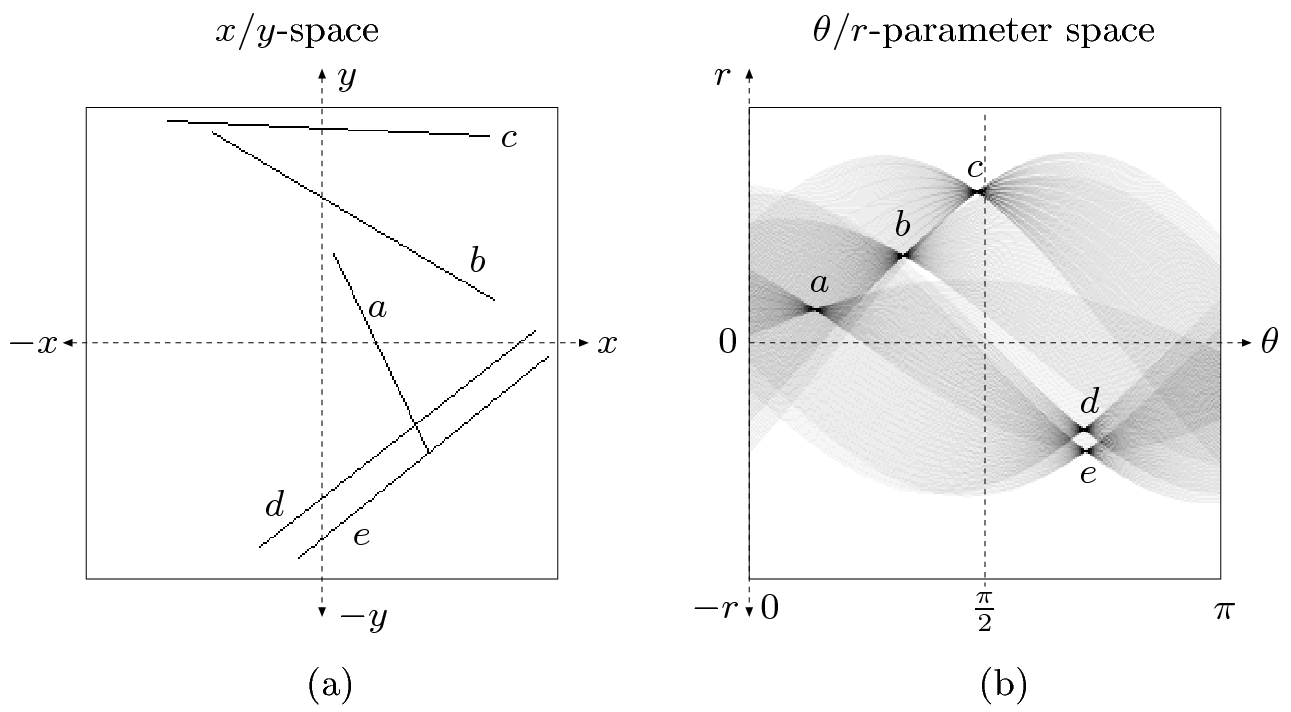 x/y-space
y
c
b
a
−x
x
d
e
−y
(a)
θ/r-parameter space
r
c
b
a
0
θ
d
e
−r 0
π/2
π
(b)